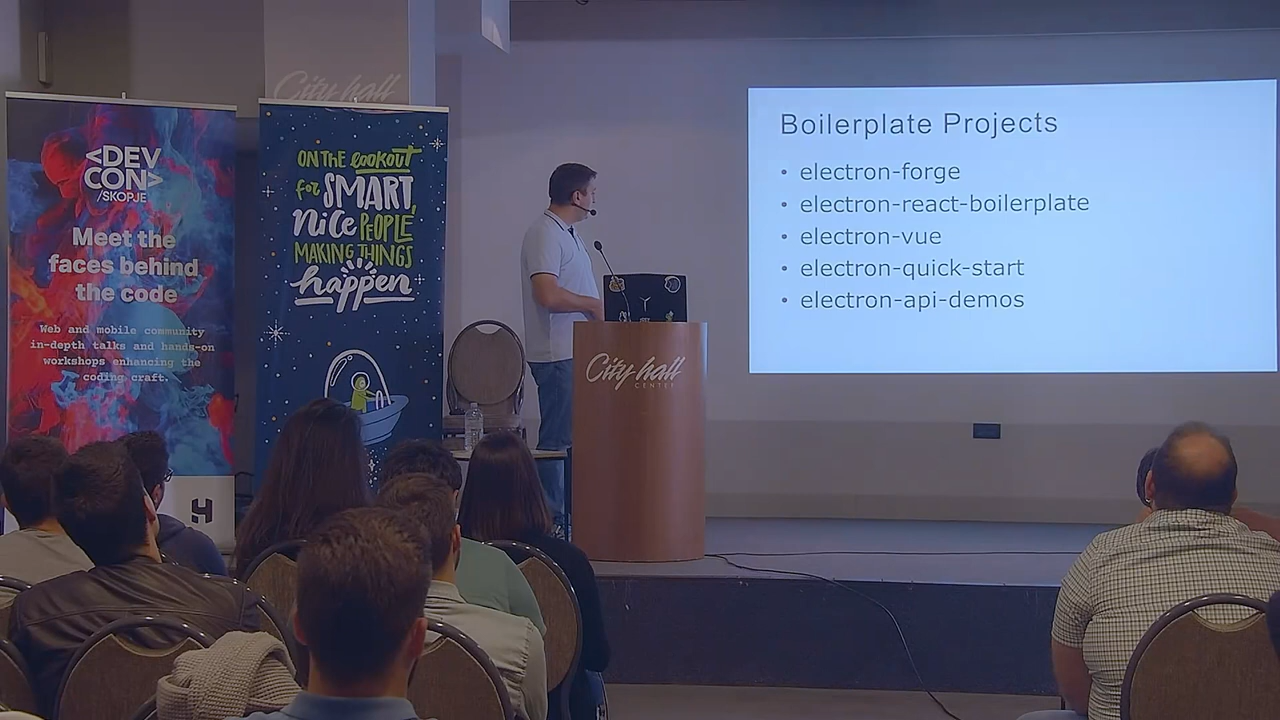 City hall
<DEV
CON>
/SKOPJE
Meet the
faces behind
the code
Web and mobile community
in-depth talks and hands-on
workshops enhancing the
coding craft.
ON THE lookout
for SMART,
nice PEOPLE
MAKING THINGS
happen
City hall
CENTER
Boilerplate Projects
• electron-forge
• electron-react-boilerplate
• electron-vue
• electron-quick-start
• electron-api-demos